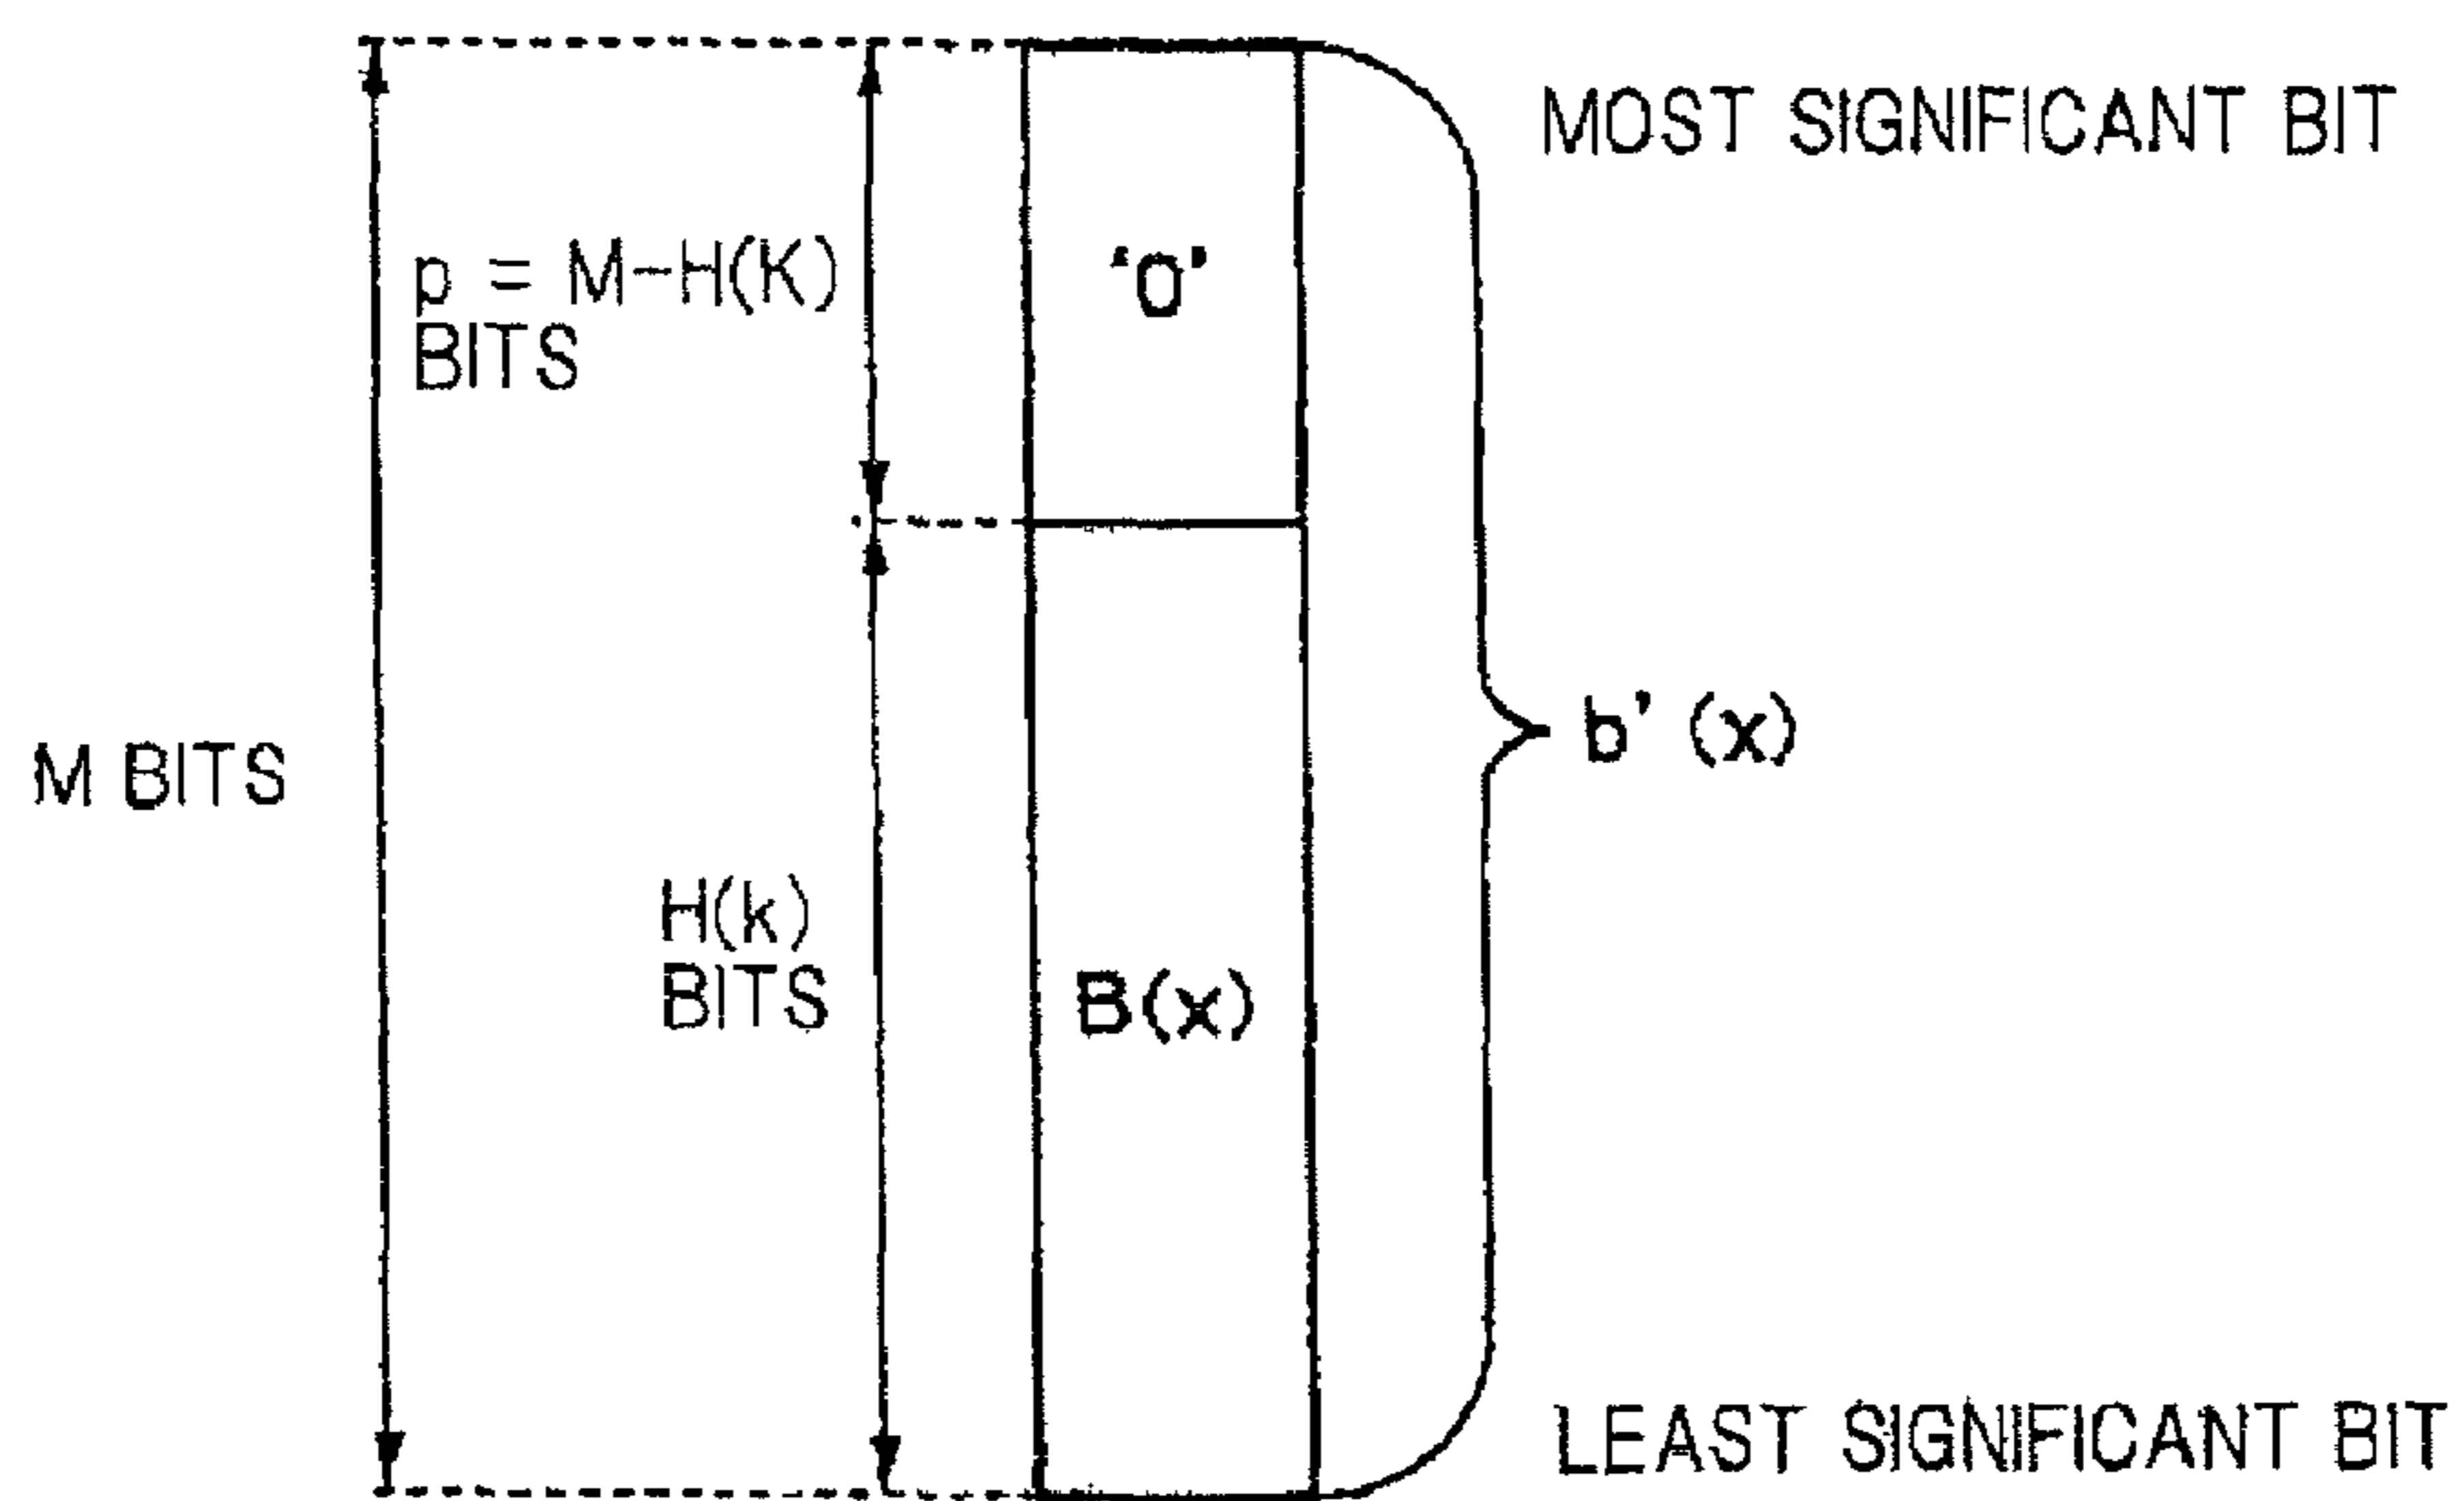 MOST SIGNIFICANT BIT
p = M-H(K)
BITS
‘0’
M BITS
b’ (x)
H(k)
BITS
B(x)
LEAST SIGNIFICANT BIT